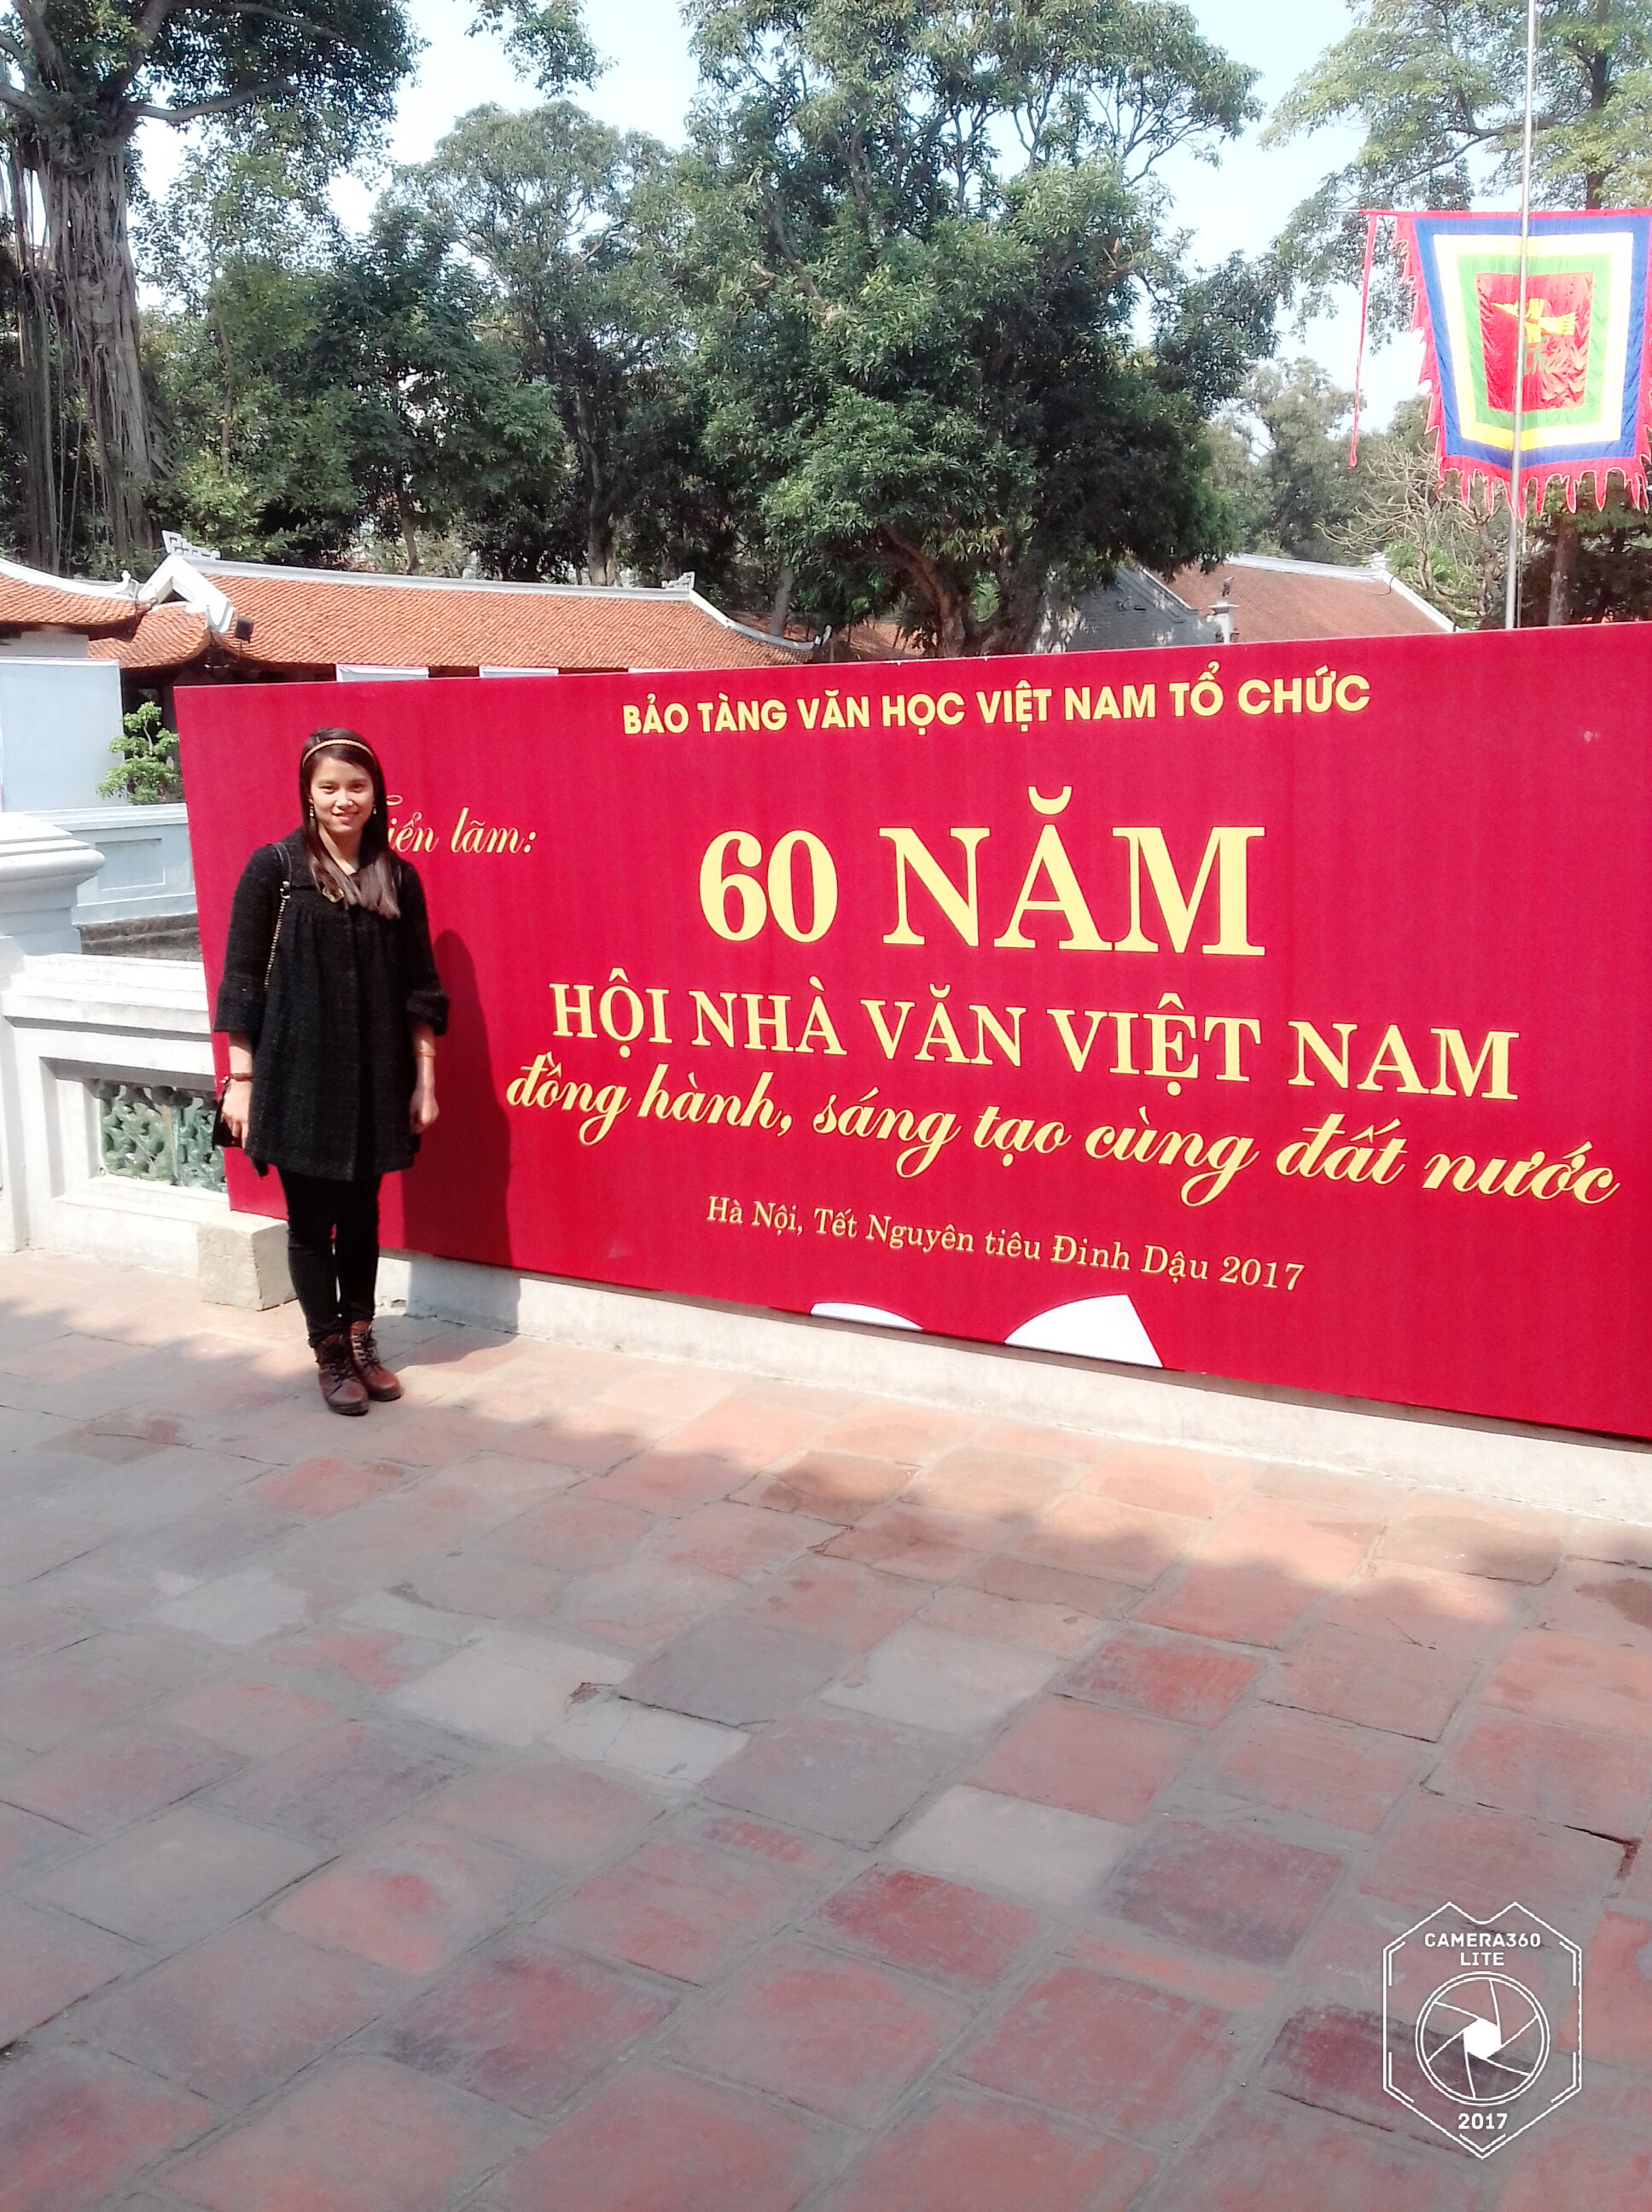 BẢO TÀNG VĂN HỌC VIỆT NAM TỔ CHỨC
lãm:
60 NĂM
HỘI NHÀ VĂN VIỆT NAM
đồng hành, sáng tạo cùng đất nước
Hà Nội, Tết Nguyên tiêu Đinh Dậu 2017
CAMERA360
LITE
2017